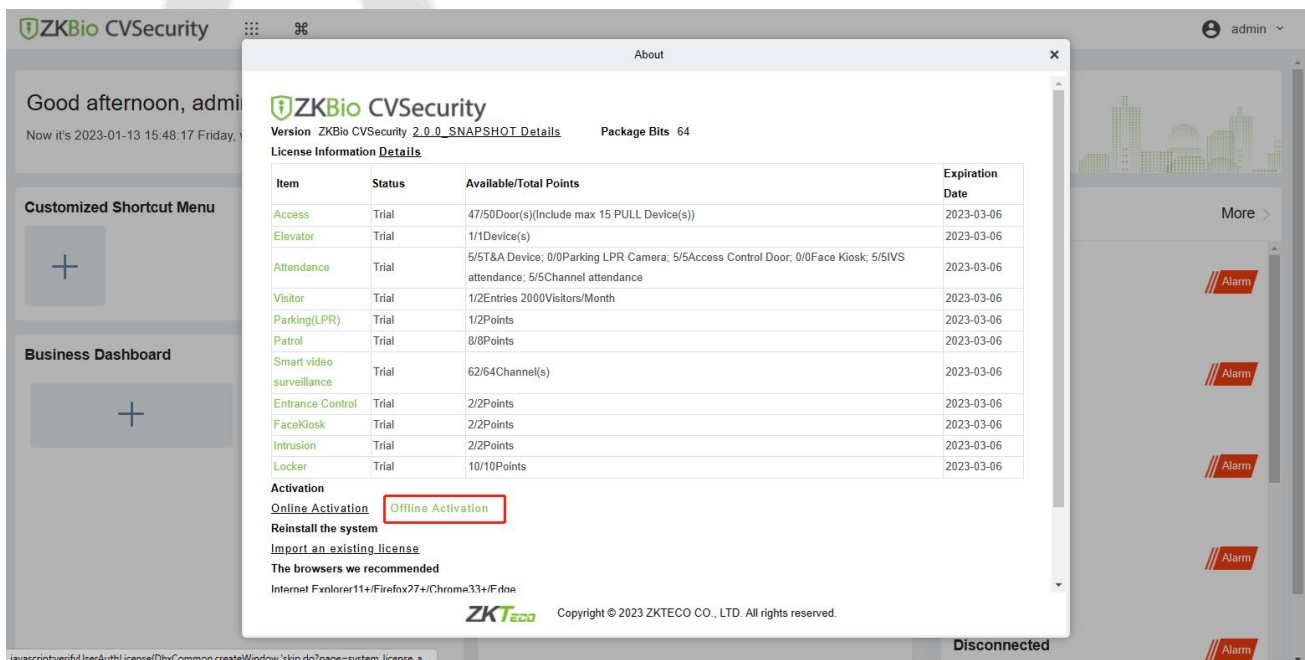 ZKBio CVSecurity
admin
About
Good afternoon, admi
Now it's 2023-01-13 15:48:17 Friday,
Customized Shortcut Menu
Business Dashboard
ZKBio CVSecurity
Version ZKBio CVSecurity 2.0.0_SNAPSHOT Details Package Bits 64
License Information Details
Item Status Available/Total Points Expiration Date
Access Trial 47/50Door(s)(Include max 15 PULL Device(s)) 2023-03-06
Elevator Trial 1/1Device(s) 2023-03-06
Attendance Trial 5/5T&A Device; 0/0Parking LPR Camera; 5/5Access Control Door; 0/0Face Kiosk; 5/5IVS
attendance; 5/5Channel attendance 2023-03-06
Visitor Trial 1/2Entries 2000Visitors/Month 2023-03-06
Parking(LPR) Trial 1/2Points 2023-03-06
Patrol Trial 8/8Points 2023-03-06
Smart video
surveillance Trial 62/64Channel(s) 2023-03-06
Entrance Control Trial 2/2Points 2023-03-06
FaceKiosk Trial 2/2Points 2023-03-06
Intrusion Trial 2/2Points 2023-03-06
Locker Trial 10/10Points 2023-03-06
Activation
Online Activation Offline Activation
Reinstall the system
Import an existing license
The browsers we recommended
Internet Explorer11+/Firefox27+/Chrome33+/Edge
ZKTeco Copyright © 2023 ZKTECO CO., LTD. All rights reserved.
More
Alarm
Alarm
Alarm
Alarm
Disconnected
Alarm